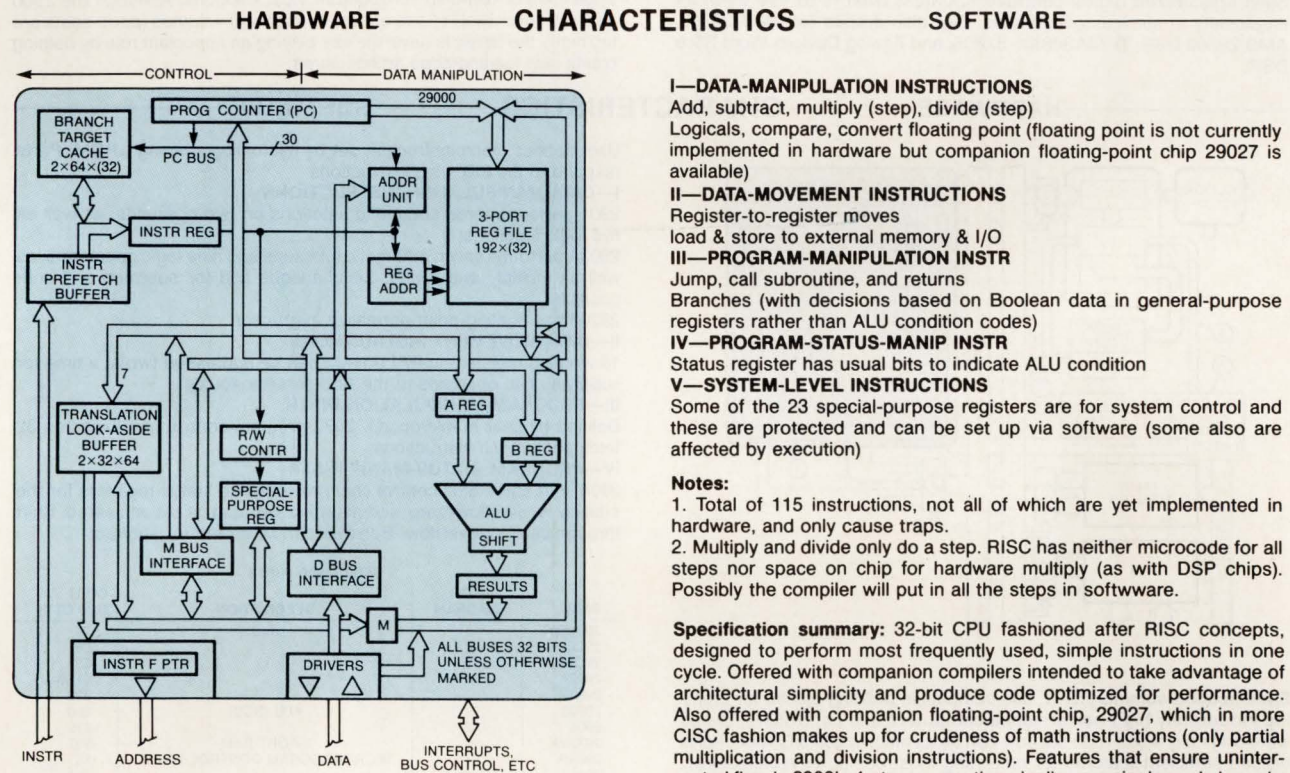 HARDWARE CHARACTERISTICS SOFTWARE
CONTROL DATA MANIPULATION
29000
PROG COUNTER (PC)
BRANCH
TARGET
CACHE
2×64×(32)
PC BUS
30
ADDR
UNIT
3-PORT
REG FILE
192×(32)
INSTR REG
INSTR
PREFETCH
BUFFER
REG
ADDR
7
TRANSLATION
LOOK-ASIDE
BUFFER
2×32×64
R/W
CONTR
A REG
B REG
SPECIAL-
PURPOSE
REG
ALU
SHIFT
M BUS
INTERFACE
D BUS
INTERFACE
RESULTS
M
INSTR F PTR
DRIVERS
ALL BUSES 32 BITS
UNLESS OTHERWISE
MARKED
INSTR
ADDRESS
DATA
INTERRUPTS,
BUS CONTROL, ETC
I—DATA-MANIPULATION INSTRUCTIONS
Add, subtract, multiply (step), divide (step)
Logicals, compare, convert floating point (floating point is not currently
implemented in hardware but companion floating-point chip 29027 is
available)
II—DATA-MOVEMENT INSTRUCTIONS
Register-to-register moves
load & store to external memory & I/O
III—PROGRAM-MANIPULATION INSTR
Jump, call subroutine, and returns
Branches (with decisions based on Boolean data in general-purpose
registers rather than ALU condition codes)
IV—PROGRAM-STATUS-MANIP INSTR
Status register has usual bits to indicate ALU condition
V—SYSTEM-LEVEL INSTRUCTIONS
Some of the 23 special-purpose registers are for system control and
these are protected and can be set up via software (some also are
affected by execution)
Notes:
1. Total of 115 instructions, not all of which are yet implemented in
hardware, and only cause traps.
2. Multiply and divide only do a step. RISC has neither microcode for all
steps nor space on chip for hardware multiply (as with DSP chips).
Possibly the compiler will put in all the steps in softwware.
Specification summary: 32-bit CPU fashioned after RISC concepts,
designed to perform most frequently used, simple instructions in one
cycle. Offered with companion compilers intended to take advantage of
architectural simplicity and produce code optimized for performance.
Also offered with companion floating-point chip, 29027, which in more
CISC fashion makes up for crudeness of math instructions (only partial
multiplication and division instructions). Features that ensure uninter-